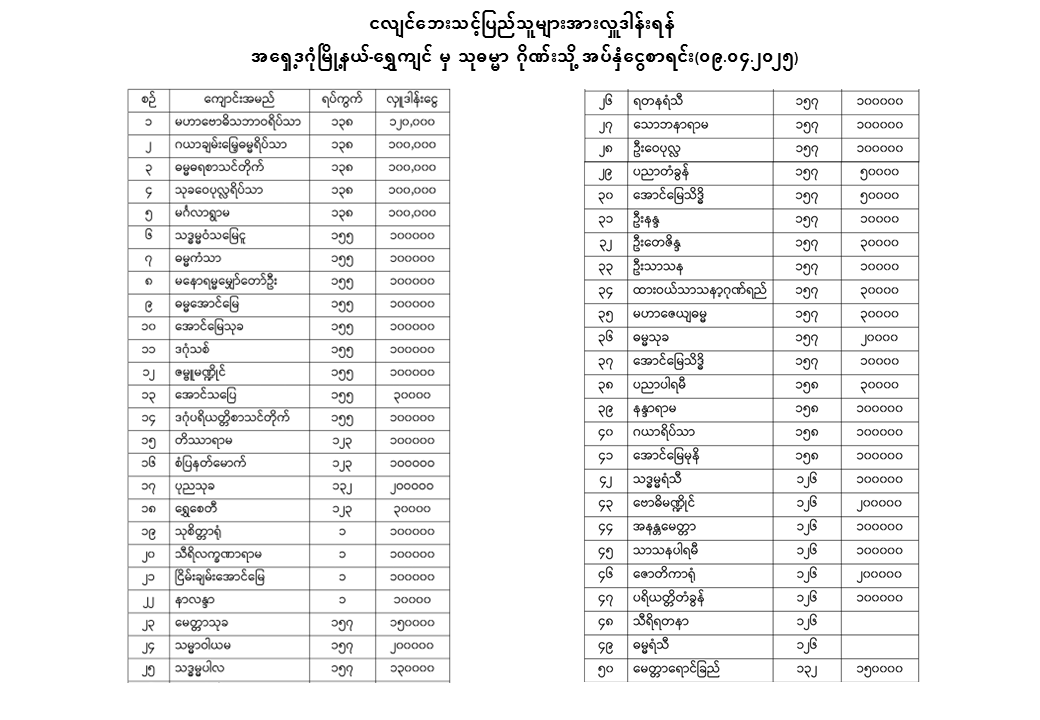 ငလျင်ဘေးသင့်ပြည်သူများအားလှူဒါန်းရန်
အရှေ့ဒဂုံမြို့နယ်-ရွှေကျင် မှ သုဓမ္မာ ဂိုဏ်းသို့ အပ်နှံငွေစာရင်း(၀၉.၀၄.၂၀၂၅)
စဉ် ကျောင်းအမည် ရပ်ကွက် လှူဒါန်းငွေ
၁ မဟာဗောဓိသဘာဝရိပ်သာ ၁၃၈ ၁၂၀,၀၀၀
၂ ဂယာချမ်းမြေ့ဓမ္မရိပ်သာ ၁၃၈ ၁၀၀,၀၀၀
၃ ဓမ္မဓရစာသင်တိုက် ၁၃၈ ၁၀၀,၀၀၀
၄ သုခဝေပုလ္လရိပ်သာ ၁၃၈ ၁၀၀,၀၀၀
၅ မင်္ဂလာရွာမ ၁၃၈ ၁၀၀,၀၀၀
၆ သဒ္ဓမ္မဝံသမြေငူ ၁၅၅ ၁၀၀၀၀၀
၇ ဓမ္မကံသာ ၁၅၅ ၁၀၀၀၀၀
၈ မနောရမ္မမျှော်တော်ဦး ၁၅၅ ၁၀၀၀၀၀
၉ ဓမ္မအောင်မြေ ၁၅၅ ၁၀၀၀၀၀
၁၀ အောင်မြေသုခ ၁၅၅ ၁၀၀၀၀၀
၁၁ ဒဂုံသစ် ၁၅၅ ၁၀၀၀၀၀
၁၂ ဇမ္ဗူမဏ္ဍိုင် ၁၅၅ ၁၀၀၀၀၀
၁၃ အောင်သပြေ ၁၅၅ ၃၀၀၀၀
၁၄ ဒဂုံပရိယတ္တိစာသင်တိုက် ၁၅၅ ၁၀၀၀၀၀
၁၅ တိဿာရာမ ၁၂၃ ၁၀၀၀၀၀
၁၆ စံပြနတ်မောက် ၁၂၃ ၁၀၀၀၀၀
၁၇ ပုညသုခ ၁၃၂ ၂၀၀၀၀၀
၁၈ ရွှေစေတီ ၁၂၃ ၃၀၀၀၀
၁၉ သုစိတ္တာရုံ ၁ ၁၀၀၀၀၀
၂၀ သီရိလက္ခဏာရာမ ၁ ၁၀၀၀၀၀
၂၁ ငြိမ်းချမ်းအောင်မြေ ၁ ၁၀၀၀၀၀
၂၂ နာလန္ဒာ ၁ ၁၀၀၀၀
၂၃ မေတ္တာသုခ ၁၅၇ ၁၅၀၀၀၀
၂၄ သမ္မာဝါယမ ၁၅၇ ၂၀၀၀၀၀
၂၅ သဒ္ဓမ္မပါလ ၁၅၇ ၁၃၀၀၀၀
၂၆ ရတနာရံသီ ၁၅၇ ၁၀၀၀၀၀
၂၇ သောဘနာရာမ ၁၅၇ ၁၀၀၀၀၀
၂၈ ဦးဝေပုလ္လ ၁၅၇ ၁၀၀၀၀၀
၂၉ ပညာတံခွန် ၁၅၇ ၅၀၀၀၀
၃၀ အောင်မြေသိဒ္ဓိ ၁၅၇ ၅၀၀၀၀
၃၁ ဦးနန္ဒ ၁၅၇ ၁၀၀၀၀
၃၂ ဦးတေဇိန္ဒ ၁၅၇ ၃၀၀၀၀
၃၃ ဦးသာသန ၁၅၇ ၁၀၀၀၀
၃၄ ထားဝယ်သာသနာ့ဂုဏ်ရည် ၁၅၇ ၃၀၀၀၀
၃၅ မဟာဇေယျဓမ္မ ၁၅၇ ၃၀၀၀၀
၃၆ ဓမ္မသုခ ၁၅၇ ၂၀၀၀၀
၃၇ အောင်မြေသိဒ္ဓိ ၁၅၇ ၁၀၀၀၀
၃၈ ပညာပါရမီ ၁၅၈ ၃၀၀၀၀
၃၉ နန္ဒာရာမ ၁၅၈ ၁၀၀၀၀၀
၄၀ ဂယာရိပ်သာ ၁၅၈ ၁၀၀၀၀၀
၄၁ အောင်မြေမုနိ ၁၅၈ ၁၀၀၀၀၀
၄၂ သဒ္ဓမ္မရံသီ ၁၂၆ ၁၀၀၀၀၀
၄၃ ဗောဓိမဏ္ဍိုင် ၁၂၆ ၂၀၀၀၀၀
၄၄ အနန္တမေတ္တာ ၁၂၆ ၁၀၀၀၀၀
၄၅ သာသနပါရမီ ၁၂၆ ၁၀၀၀၀၀
၄၆ ဇောတိကာရုံ ၁၂၆ ၂၀၀၀၀၀
၄၇ ပရိယတ္တိတံခွန် ၁၂၆ ၁၀၀၀၀၀
၄၈ သီရိရတနာ ၁၂၆
၄၉ ဓမ္မရံသီ ၁၂၆
၅၀ မေတ္တာရောင်ခြည် ၁၃၂ ၁၅၀၀၀၀